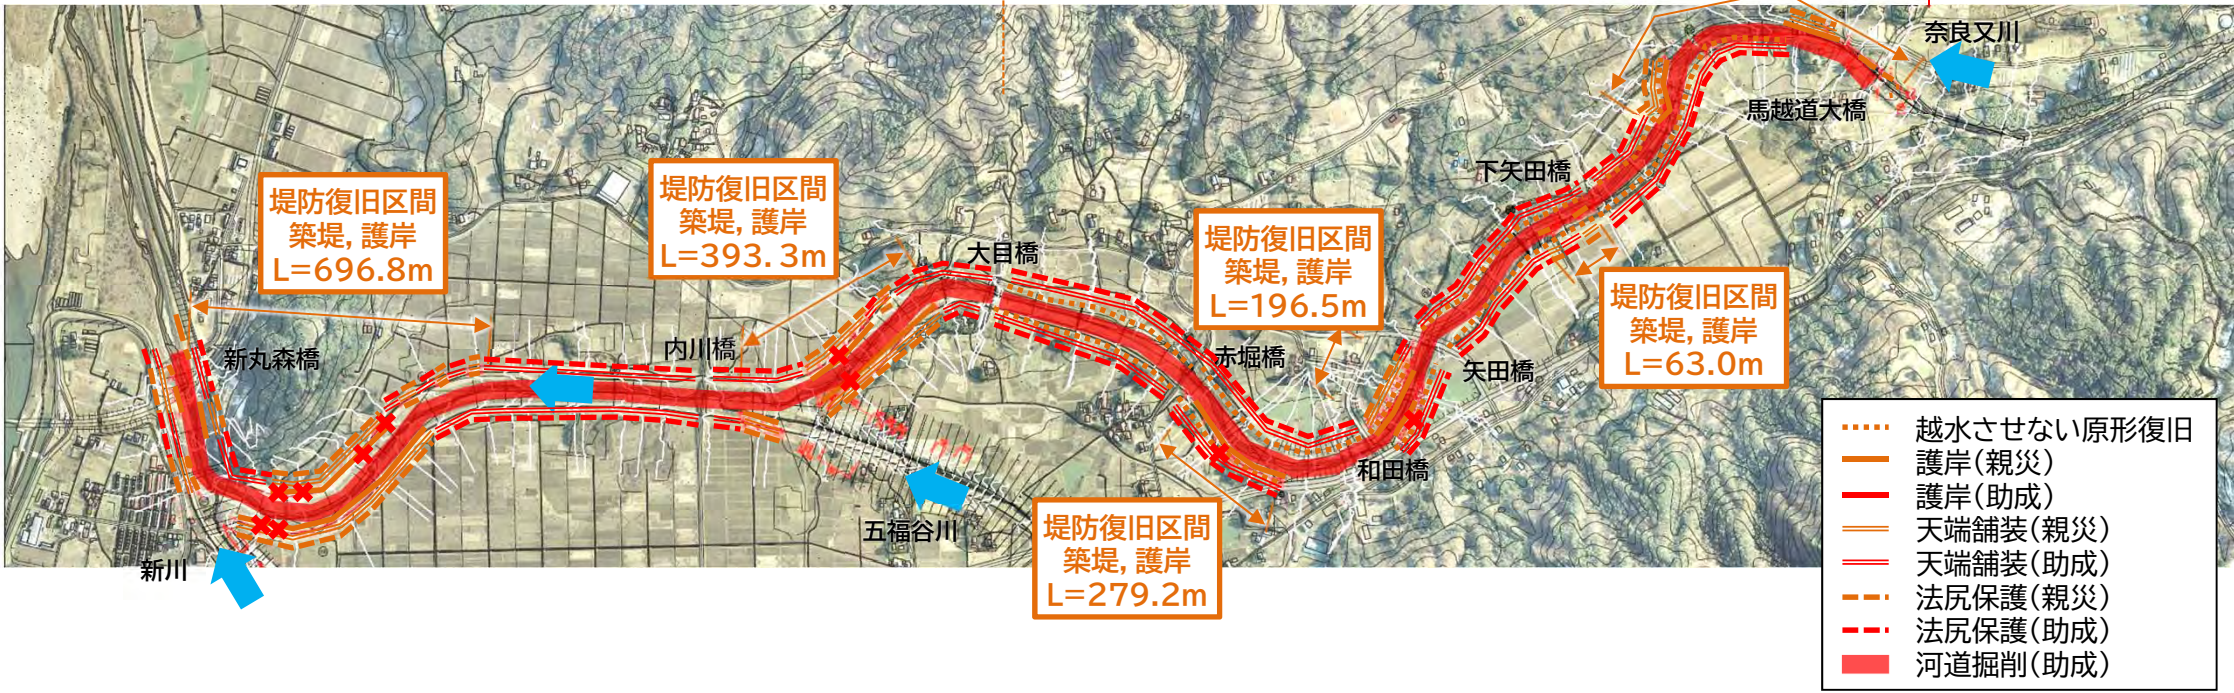 奈良又川
馬越道大橋
下矢田橋
堤防復旧区間
築堤, 護岸
L=696.8m
堤防復旧区間
築堤, 護岸
L=393.3m
堤防復旧区間
築堤, 護岸
L=196.5m
堤防復旧区間
築堤, 護岸
L=63.0m
大目橋
新丸森橋
内川橋
赤堀橋
矢田橋
和田橋
五福谷川
新川
堤防復旧区間
築堤, 護岸
L=279.2m
越水させない原形復旧
護岸(親災)
護岸(助成)
天端舗装(親災)
天端舗装(助成)
法尻保護(親災)
法尻保護(助成)
河道掘削(助成)